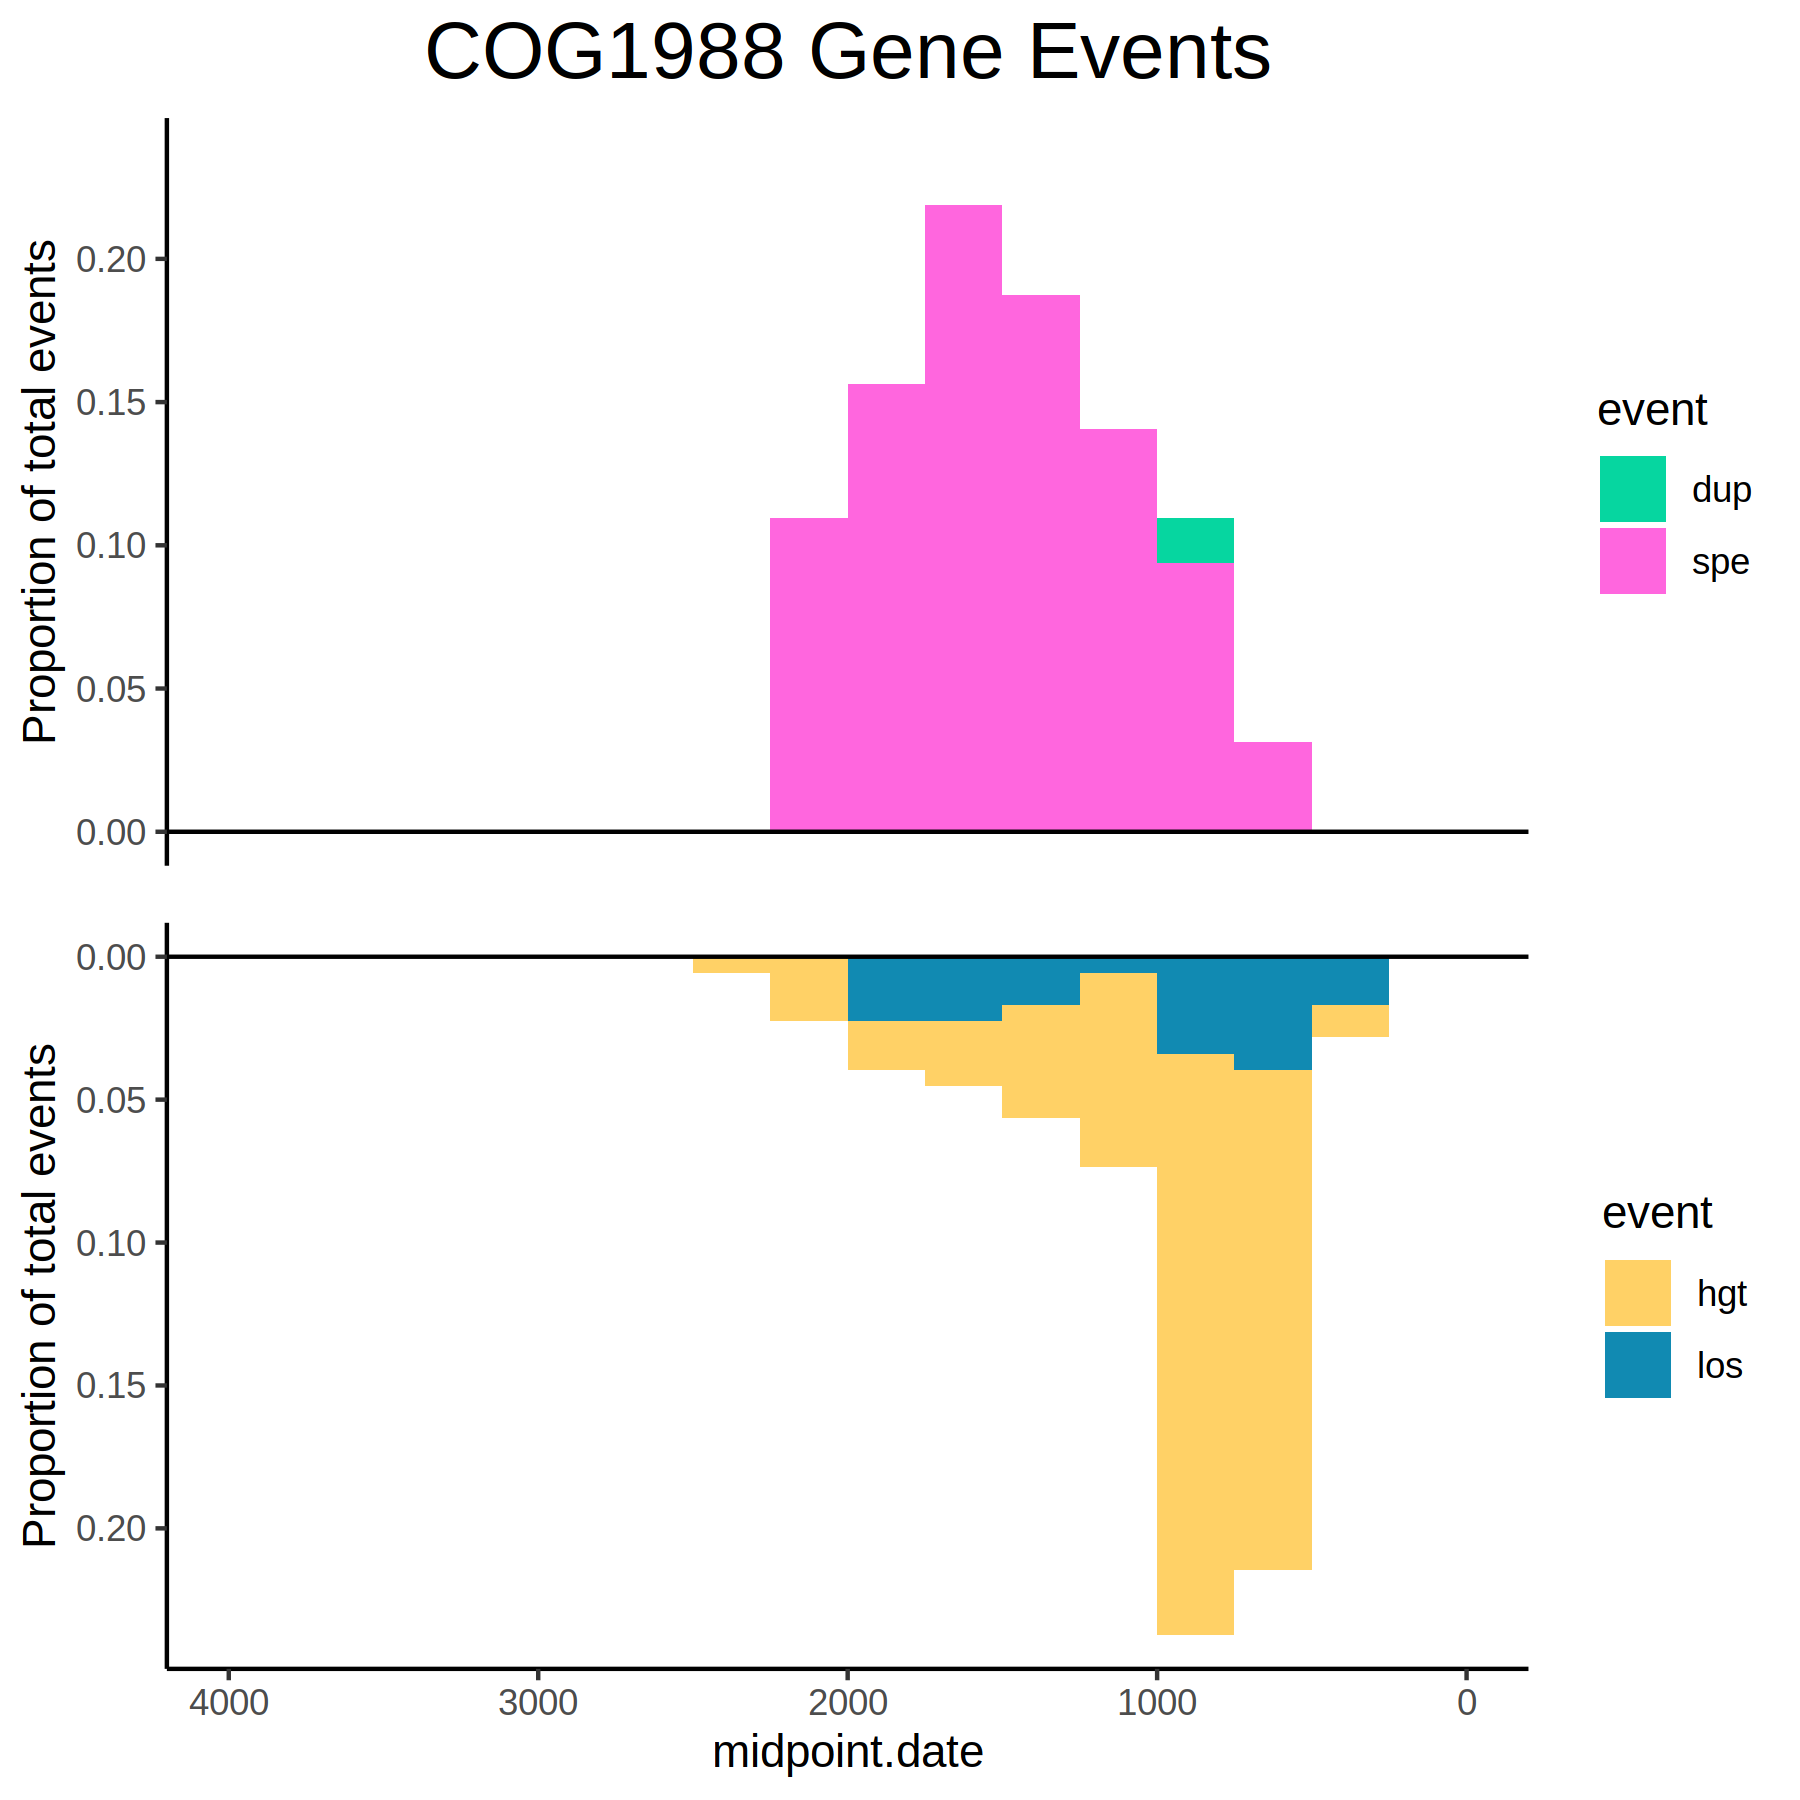 COG1988 Gene Events
Proportion of total events
0.20
0.15
0.10
0.05
0.00
event
dup
spe
Proportion of total events
0.00
0.05
0.10
0.15
0.20
event
hgt
los
4000 3000 2000 1000 0
midpoint.date